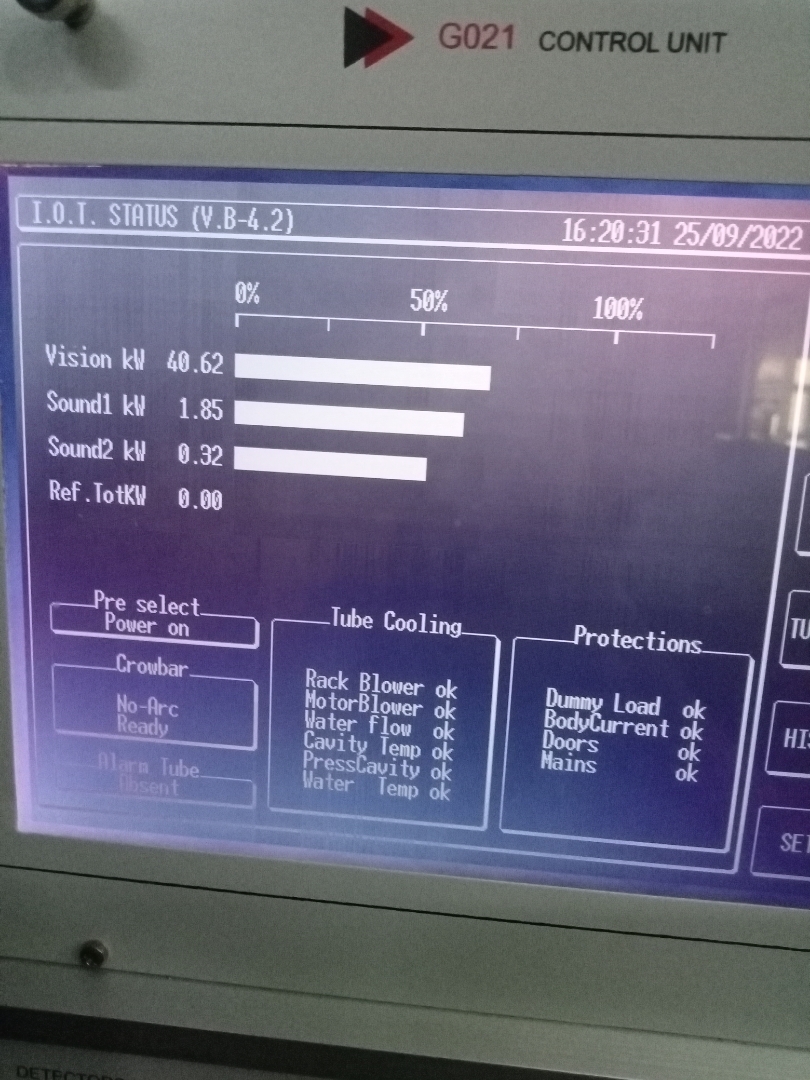 G021 CONTROL UNIT
I.O.T. STATUS (V.B-4.2) 16:20:31 25/09/2022
0% 50% 100%
Vision kW 40.62
Sound1 kW 1.85
Sound2 kW 0.32
Ref.TotKW 0.00
Pre select
Power on
Crowbar
No-Arc
Ready
Alarm Tube
Absent
Tube Cooling
Rack Blower ok
MotorBlower ok
Water flow ok
Cavity Temp ok
PressCavity ok
Water Temp ok
Protections
Dummy Load ok
BodyCurrent ok
Doors ok
Mains ok
TU
HIS
SET
DETECTORS